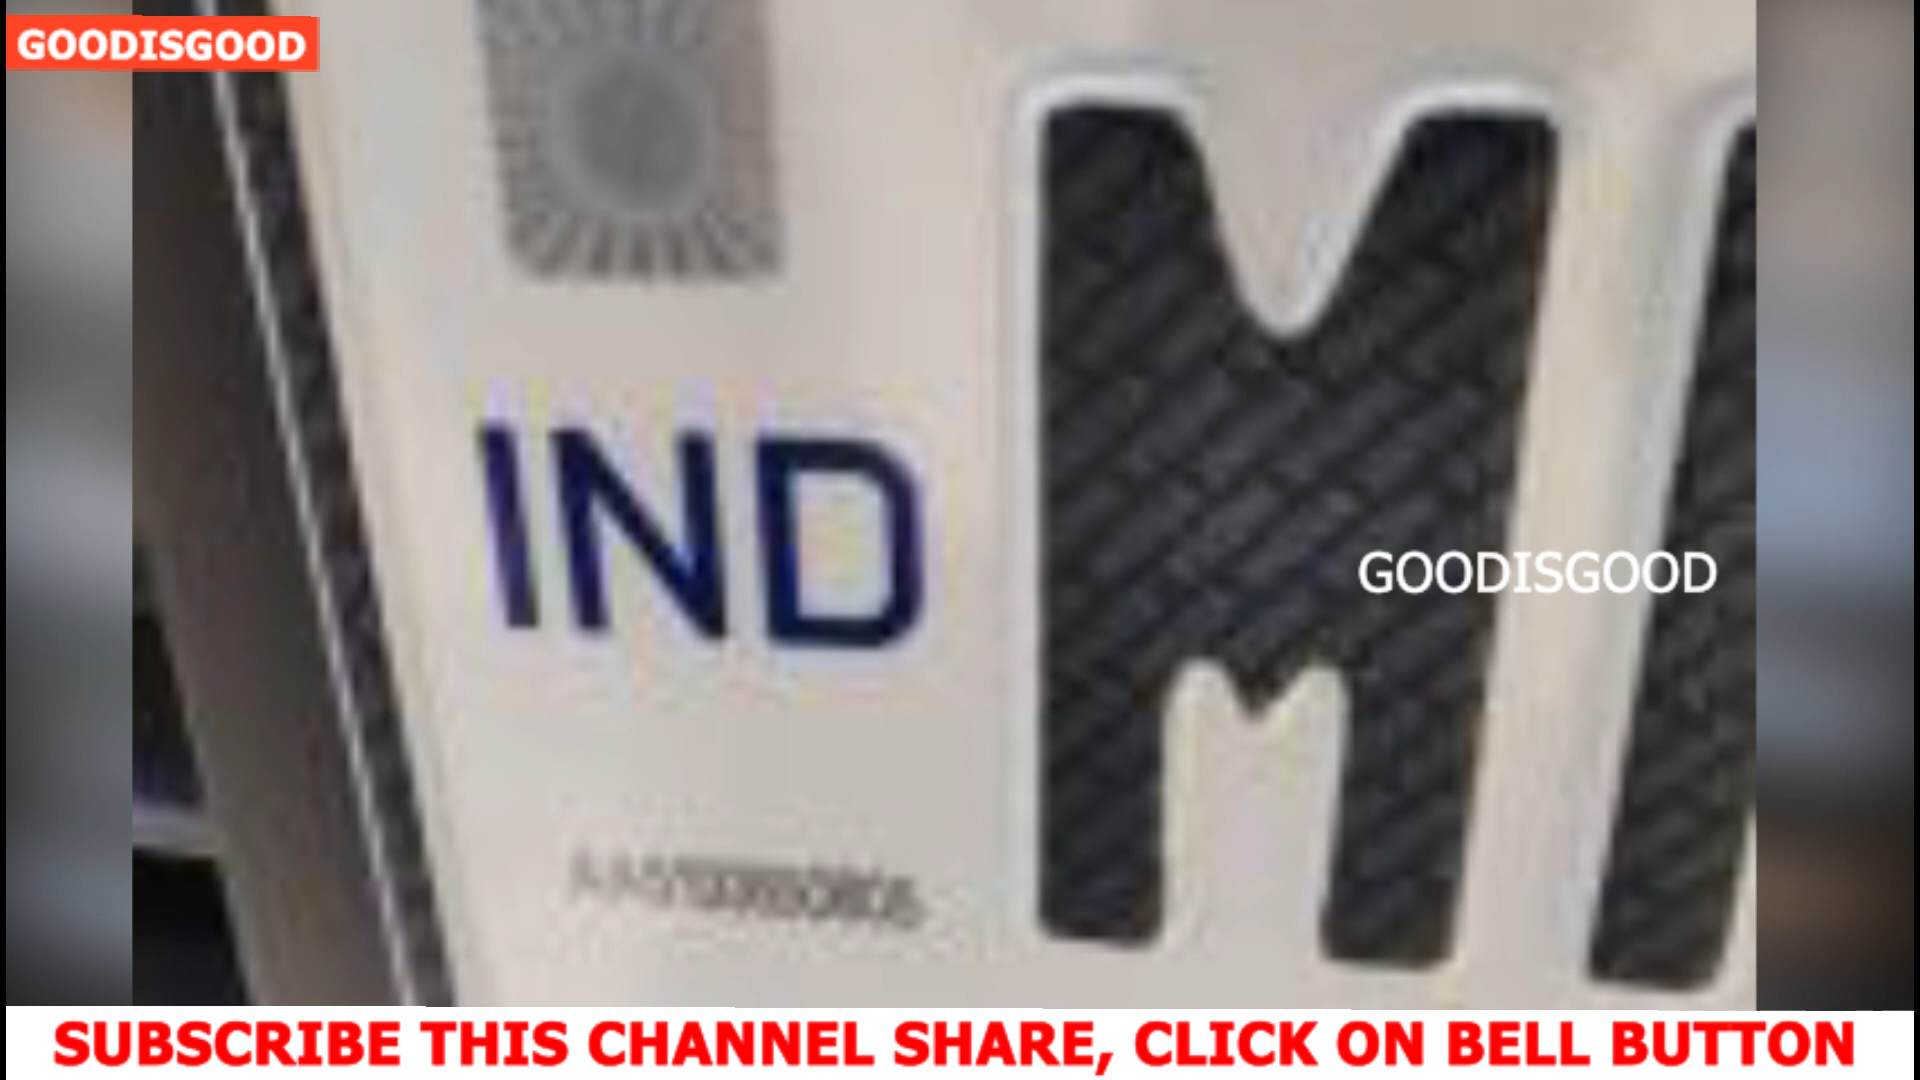 GOODISGOOD
IND
M
GOODISGOOD
SUBSCRIBE THIS CHANNEL SHARE, CLICK ON BELL BUTTON